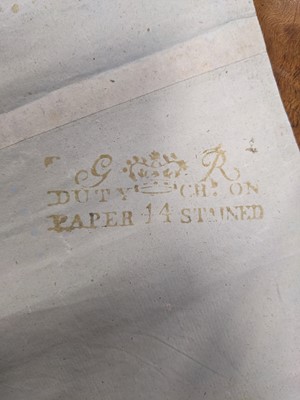 G R
DUTY CH: ON
PAPER 14 STAINED